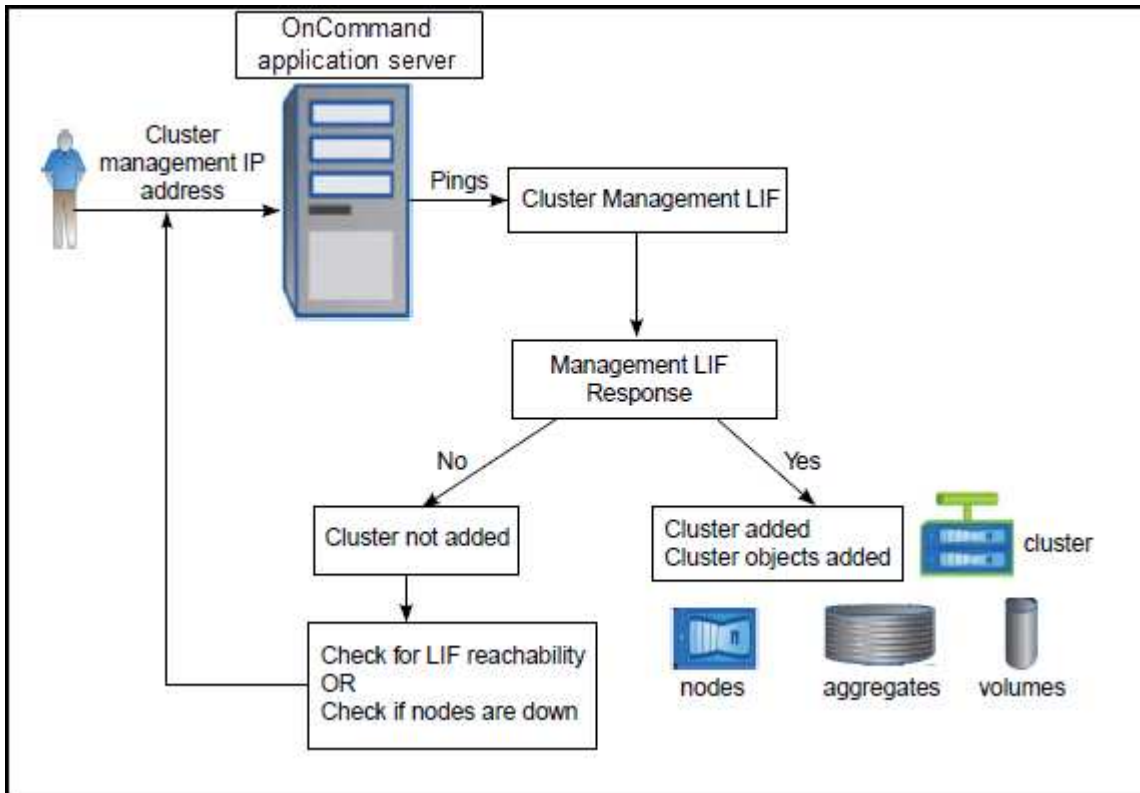 OnCommand
application server
Cluster
management IP
address
Pings
Cluster Management LIF
Management LIF
Response
No
Yes
Cluster not added
Cluster added
Cluster objects added
cluster
Check for LIF reachability
OR
Check if nodes are down
nodes
aggregates
volumes